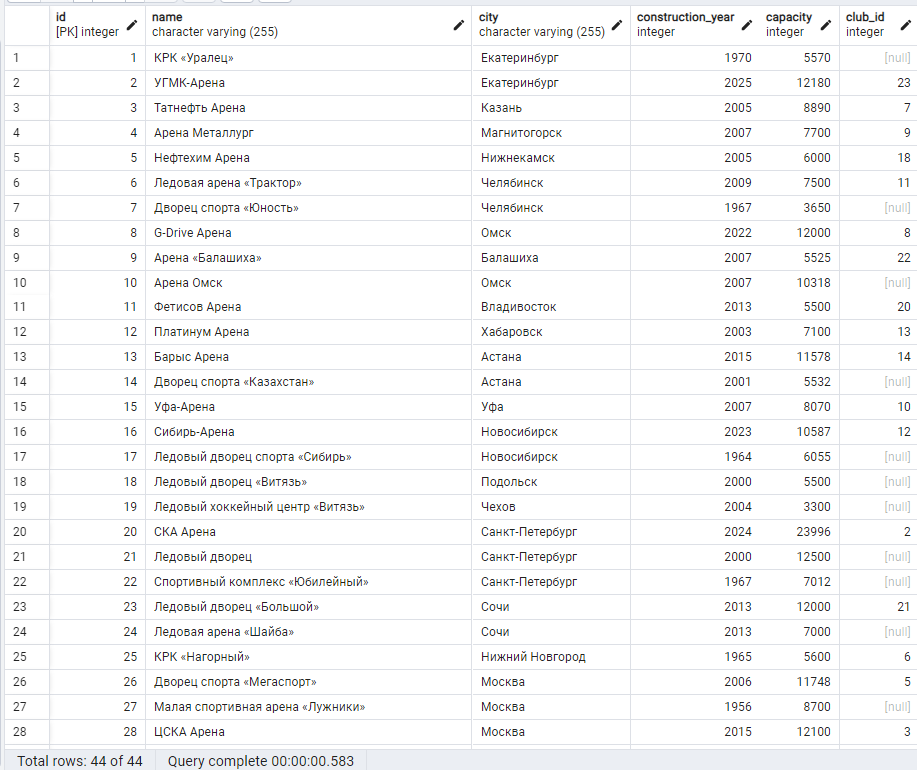 id name city construction_year capacity club_id
[PK] integer character varying (255) character varying (255) integer integer integer
1 1 КРК «Уралец» Екатеринбург 1970 5570 [null]
2 2 УГМК-Арена Екатеринбург 2025 12180 23
3 3 Татнефть Арена Казань 2005 8890 7
4 4 Арена Металлург Магнитогорск 2007 7700 9
5 5 Нефтехим Арена Нижнекамск 2005 6000 18
6 6 Ледовая арена «Трактор» Челябинск 2009 7500 11
7 7 Дворец спорта «Юность» Челябинск 1967 3650 [null]
8 8 G-Drive Арена Омск 2022 12000 8
9 9 Арена «Балашиха» Балашиха 2007 5525 22
10 10 Арена Омск Омск 2007 10318 [null]
11 11 Фетисов Арена Владивосток 2013 5500 20
12 12 Платинум Арена Хабаровск 2003 7100 13
13 13 Барыс Арена Астана 2015 11578 14
14 14 Дворец спорта «Казахстан» Астана 2001 5532 [null]
15 15 Уфа-Арена Уфа 2007 8070 10
16 16 Сибирь-Арена Новосибирск 2023 10587 12
17 17 Ледовый дворец спорта «Сибирь» Новосибирск 1964 6055 [null]
18 18 Ледовый дворец «Витязь» Подольск 2000 5500 [null]
19 19 Ледовый хоккейный центр «Витязь» Чехов 2004 3300 [null]
20 20 СКА Арена Санкт-Петербург 2024 23996 2
21 21 Ледовый дворец Санкт-Петербург 2000 12500 [null]
22 22 Спортивный комплекс «Юбилейный» Санкт-Петербург 1967 7012 [null]
23 23 Ледовый дворец «Большой» Сочи 2013 12000 21
24 24 Ледовая арена «Шайба» Сочи 2013 7000 [null]
25 25 КРК «Нагорный» Нижний Новгород 1965 5600 6
26 26 Дворец спорта «Мегаспорт» Москва 2006 11748 5
27 27 Малая спортивная арена «Лужники» Москва 1956 8700 [null]
28 28 ЦСКА Арена Москва 2015 12100 3
Total rows: 44 of 44 Query complete 00:00:00.583